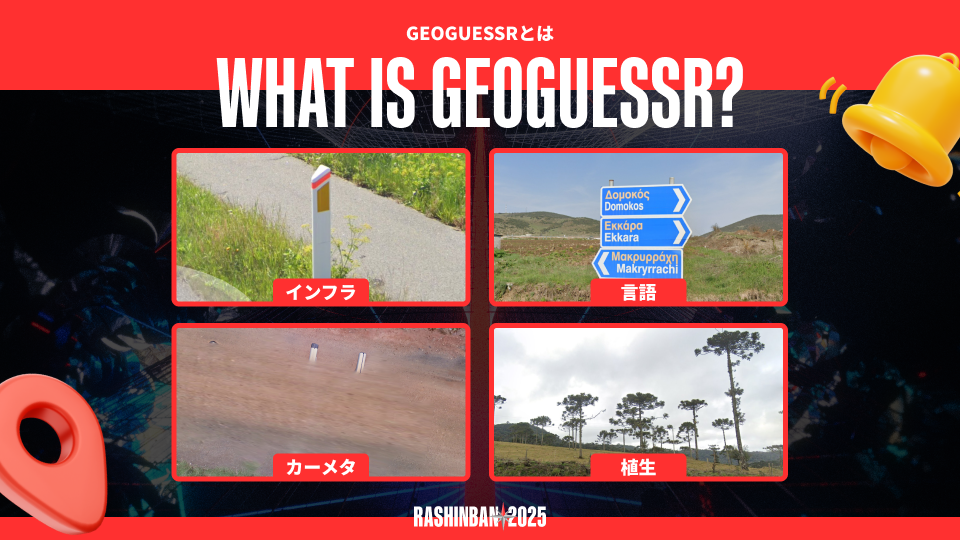 GEOGUESSRとは
WHAT IS GEOGUESSR?
インフラ
Δομοκός
Domokos
Εκκάρα
Ekkara
Μακρυρράχη
Makryrrachi
言語
カーメタ
植生
RASHINBAN 2025